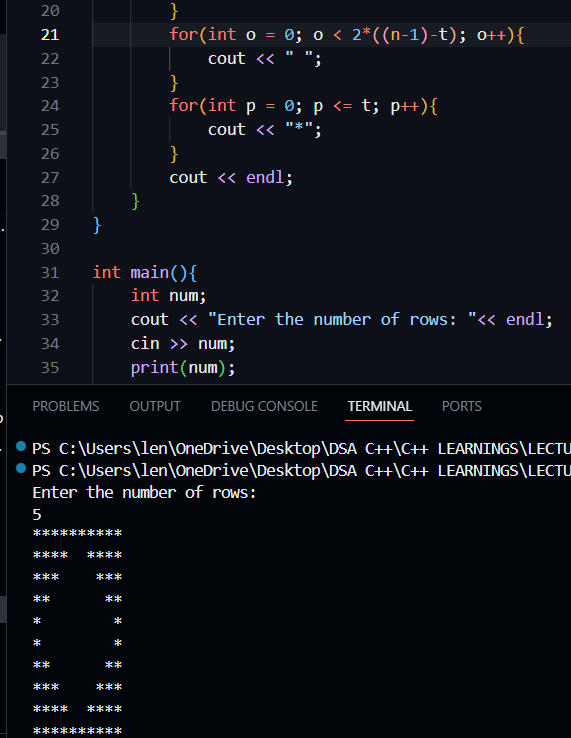 20 }
21 for(int o = 0; o < 2*((n-1)-t); o++){
22 cout << " ";
23 }
24 for(int p = 0; p <= t; p++){
25 cout << "*";
26 }
27 cout << endl;
28 }
29 }
30
31 int main(){
32 int num;
33 cout << "Enter the number of rows: "<< endl;
34 cin >> num;
35 print(num);
PROBLEMS OUTPUT DEBUG CONSOLE TERMINAL PORTS
PS C:\Users\len\OneDrive\Desktop\DSA C++\C++ LEARNINGS\LECTU
PS C:\Users\len\OneDrive\Desktop\DSA C++\C++ LEARNINGS\LECTU
Enter the number of rows:
5
**********
****  ****
***    ***
**      **
*        *
*        *
**      **
***    ***
****  ****
**********